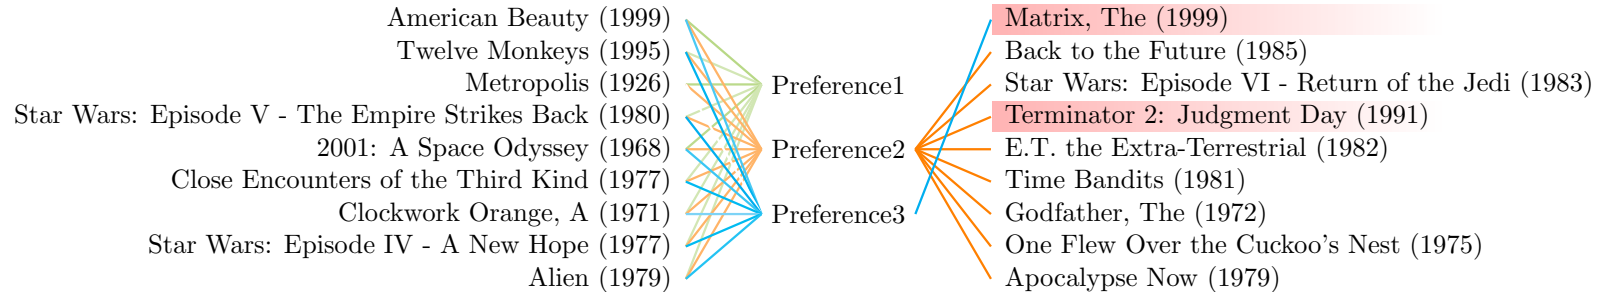 American Beauty (1999)
Twelve Monkeys (1995)
Metropolis (1926)
Star Wars: Episode V - The Empire Strikes Back (1980)
2001: A Space Odyssey (1968)
Close Encounters of the Third Kind (1977)
Clockwork Orange, A (1971)
Star Wars: Episode IV - A New Hope (1977)
Alien (1979)
Preference1
Preference2
Preference3
Matrix, The (1999)
Back to the Future (1985)
Star Wars: Episode VI - Return of the Jedi (1983)
Terminator 2: Judgment Day (1991)
E.T. the Extra-Terrestrial (1982)
Time Bandits (1981)
Godfather, The (1972)
One Flew Over the Cuckoo's Nest (1975)
Apocalypse Now (1979)